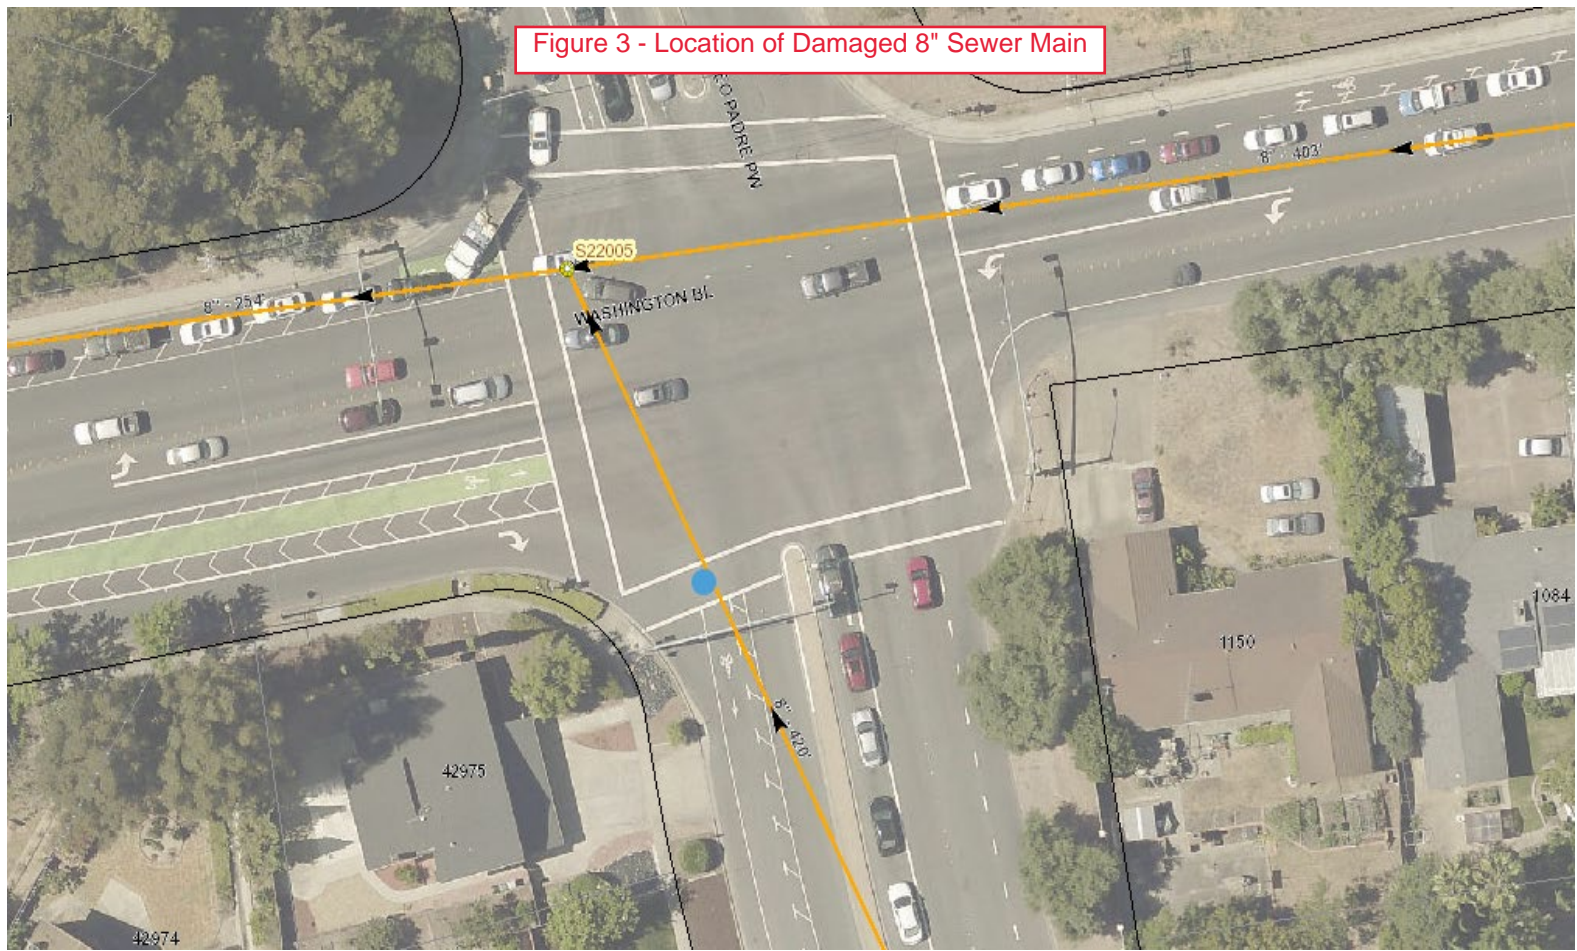 Figure 3 - Location of Damaged 8" Sewer Main
O PADRE PW
8" - 403'
S22005
8" - 254'
WASHINGTON BL
1084
1150
8" - 420'
42975
42974